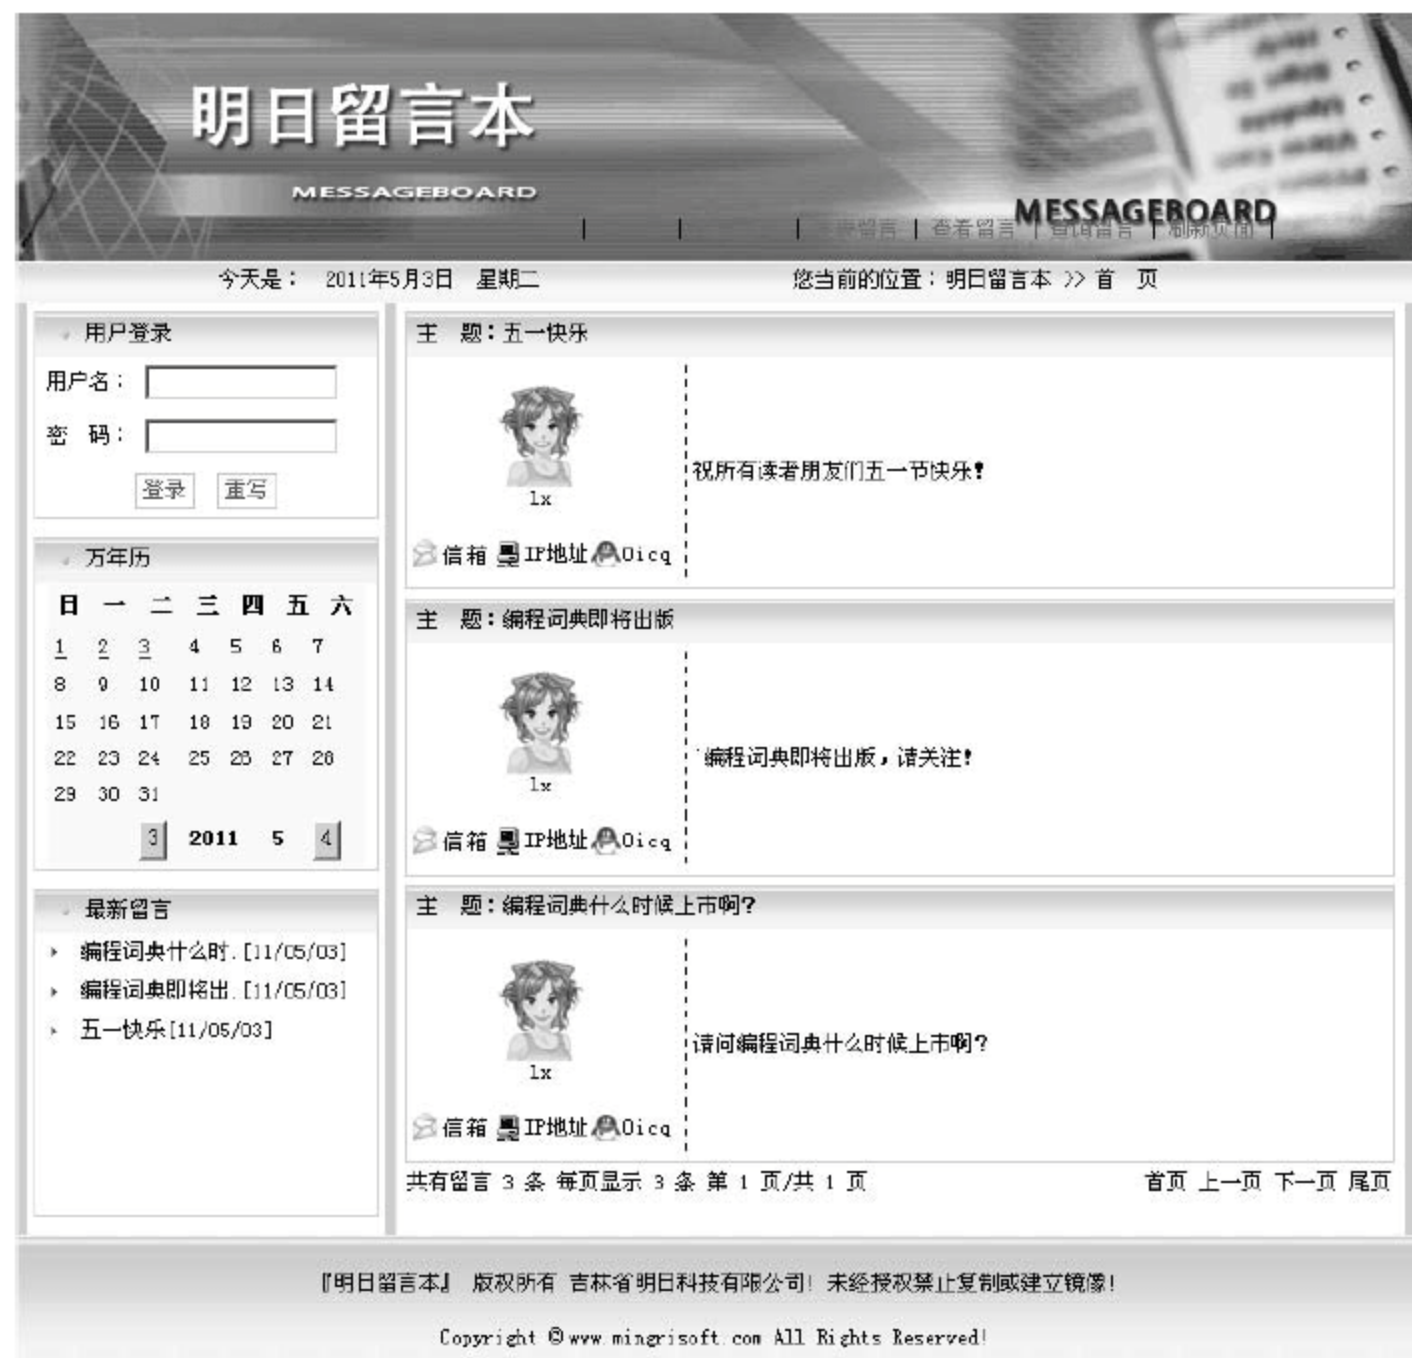 明日留言本
MESSAGEBOARD
MESSAGEBOARD
查看留言 | 查询留言 | 刷新页面 |
今天是： 2011年5月3日 星期二
您当前的位置：明日留言本 >> 首 页
用户登录
用户名：
密 码：
登录 重写
万年历
日 一 二 三 四 五 六
1 2 3 4 5 6 7
8 9 10 11 12 13 14
15 16 17 18 19 20 21
22 23 24 25 26 27 28
29 30 31
3 2011 5 4
最新留言
编程词典什么时.[11/05/03]
编程词典即将出.[11/05/03]
五一快乐[11/05/03]
主 题：五一快乐
lx
祝所有读者朋友们五一节快乐！
信箱 IP地址 Oicq
主 题：编程词典即将出版
lx
编程词典即将出版，请关注！
信箱 IP地址 Oicq
主 题：编程词典什么时候上市啊？
lx
请问编程词典什么时候上市啊？
信箱 IP地址 Oicq
共有留言 3 条 每页显示 3 条 第 1 页/共 1 页
首页 上一页 下一页 尾页
『明日留言本』 版权所有 吉林省明日科技有限公司! 未经授权禁止复制或建立镜像!
Copyright ©www.mingrisoft.com All Rights Reserved!